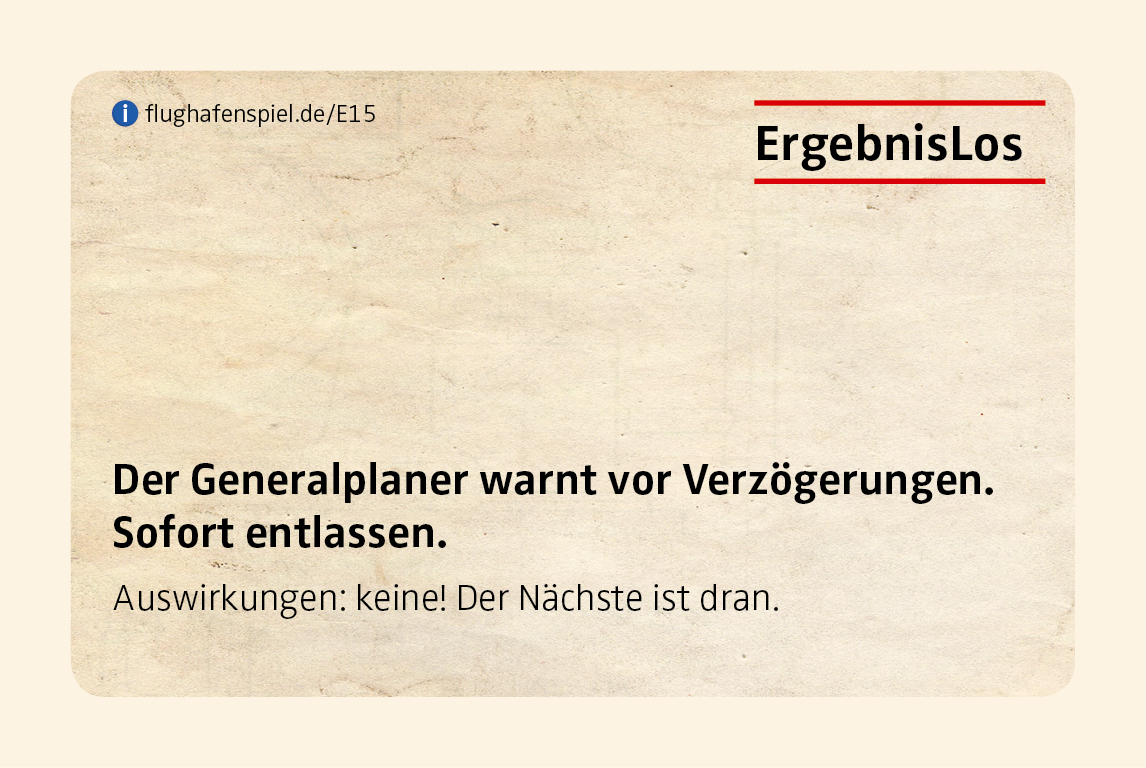 i flughafenspiel.de/E15
ErgebnisLos
Der Generalplaner warnt vor Verzögerungen.
Sofort entlassen.
Auswirkungen: keine! Der Nächste ist dran.